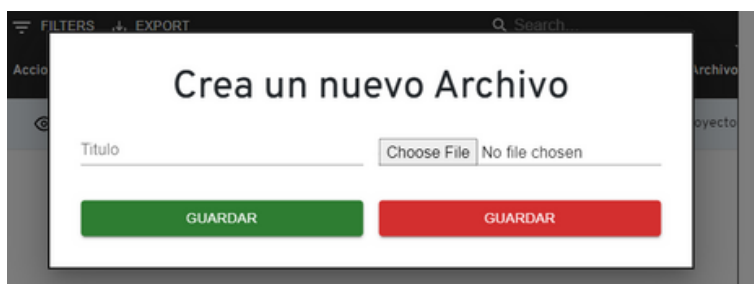 FILTERS EXPORT Search...
Accio Archivo
Crea un nuevo Archivo
oyecto
Titulo Choose File No file chosen
GUARDAR GUARDAR